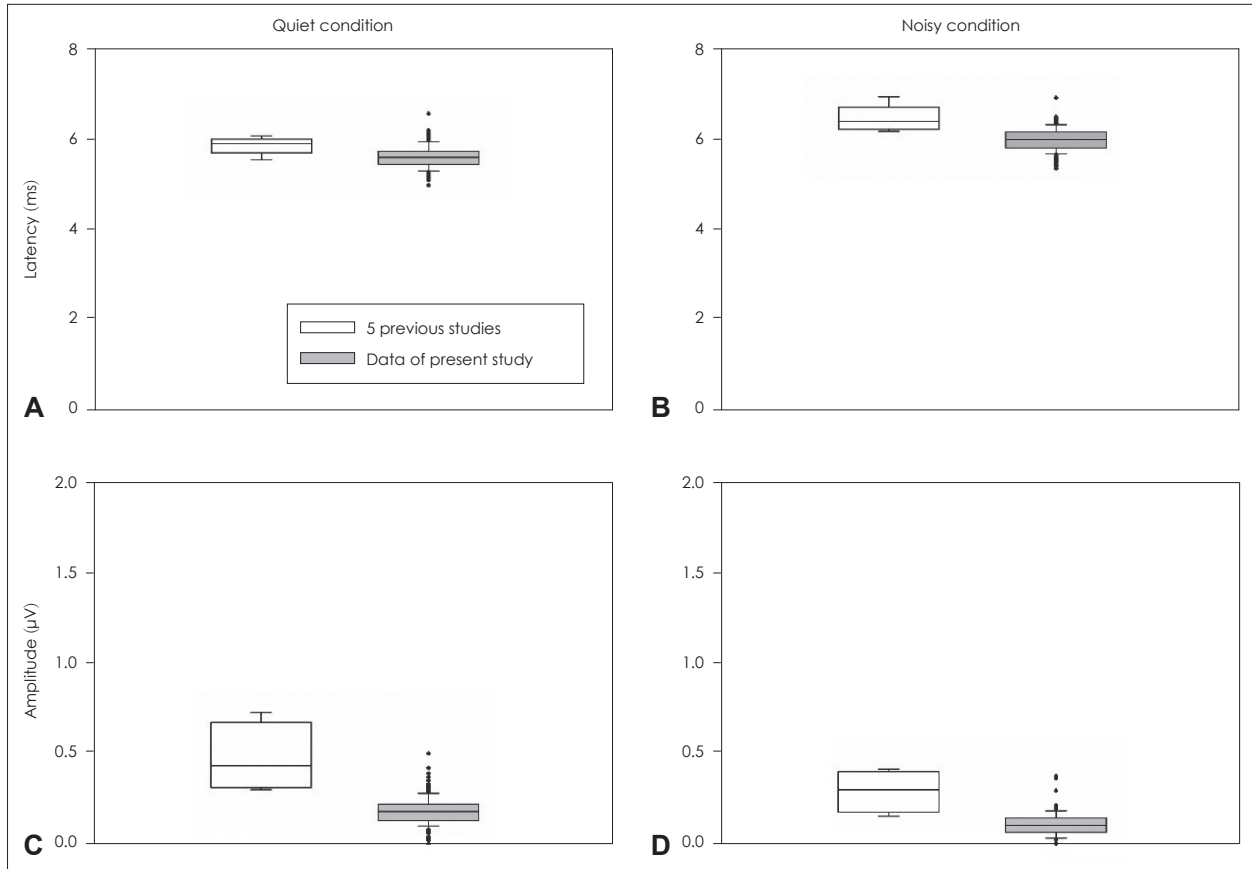 Quiet condition
Noisy condition
8
6
4
2
0
Latency (ms)
5 previous studies
Data of present study
A
8
6
4
2
0
B
2.0
1.5
1.0
0.5
0.0
Amplitude (µV)
C
2.0
1.5
1.0
0.5
0.0
D